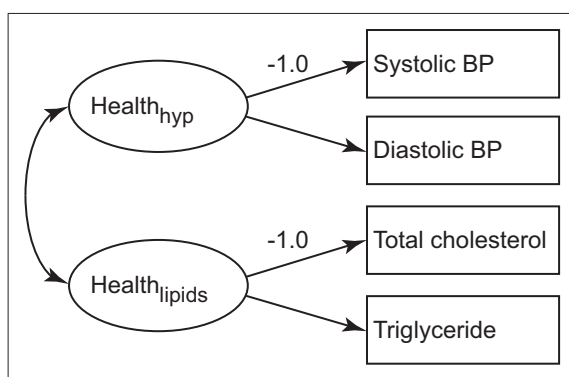 -1.0
Systolic BP
Health_hyp
Diastolic BP
-1.0
Total cholesterol
Health_lipids
Triglyceride